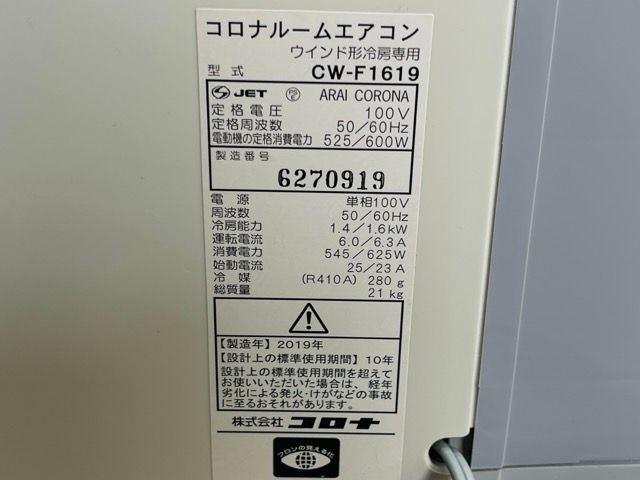 コロナルームエアコン
ウインド形冷房専用
型式 CW-F1619
JET ARAI CORONA
定格電圧 100V
定格周波数 50/60Hz
電動機の定格消費電力 525/600W
製造番号
6270919
電源 単相100V
周波数 50/60Hz
冷房能力 1.4/1.6kW
運転電流 6.0/6.3A
消費電力 545/625W
始動電流 25/23A
冷媒 (R410A) 280g
総質量 21kg
【製造年】2019年
【設計上の標準使用期間】10年
設計上の標準使用期間を超えて
お使いいただいた場合は、経年
劣化による発火・けがなどの事故
に至るおそれがあります。
株式会社 コロナ
フロンの見える化